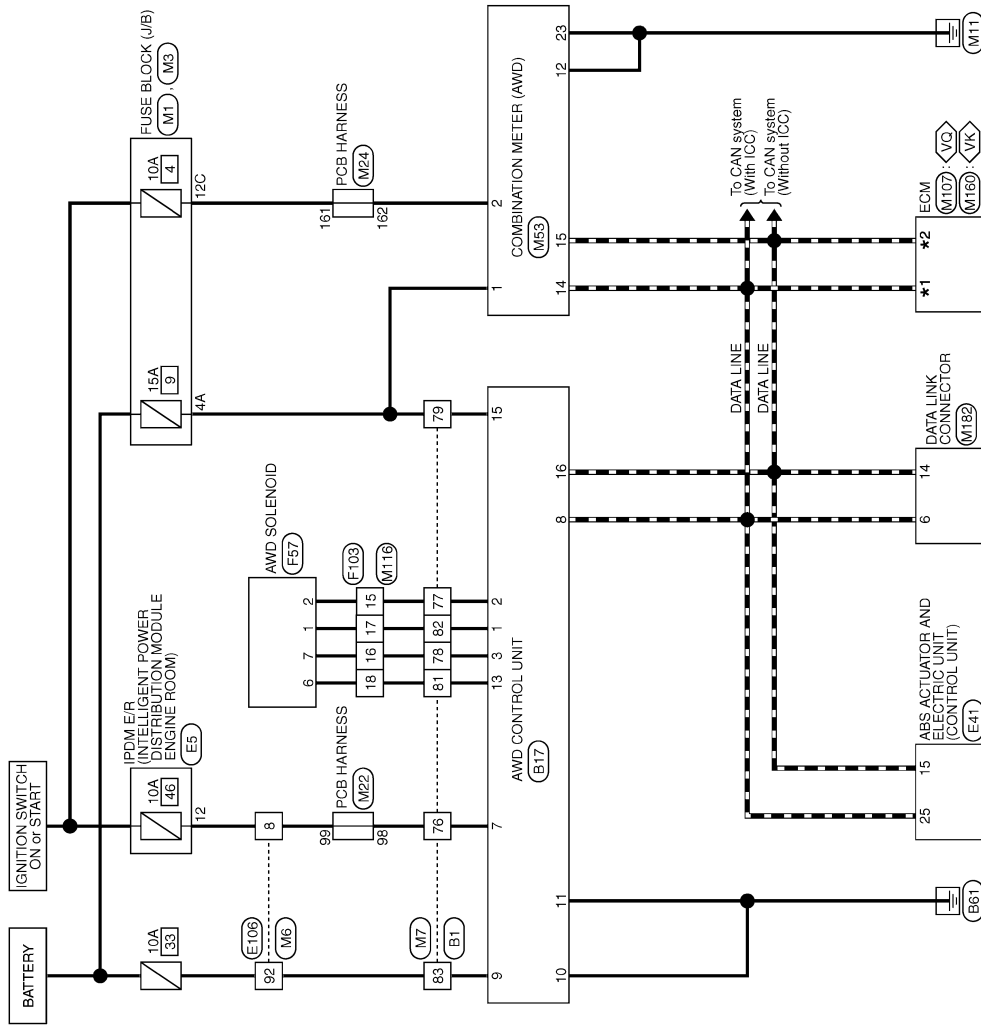 BATTERY
IGNITION SWITCH
ON or START
10A
33
IPDM E/R
(INTELLIGENT POWER
DISTRIBUTION MODULE
ENGINE ROOM)
E5
10A
46
12
FUSE BLOCK (J/B)
M1 , M3
15A
9
4A
10A
4
12C
E106
M6
92
8
99
98
PCB HARNESS
M22
AWD SOLENOID
F57
6
7
1
2
18
16
17
15
F103
M116
PCB HARNESS
M24
161
162
M7
B1
83
76
81
78
82
77
79
9
7
13
3
1
2
15
AWD CONTROL UNIT
B17
10
11
8
16
1
2
COMBINATION METER (AWD)
M53
14
15
12
23
DATA LINE
DATA LINE
To CAN system
(With ICC)
To CAN system
(Without ICC)
B61
25
15
ABS ACTUATOR AND
ELECTRIC UNIT
(CONTROL UNIT)
E41
6
14
DATA LINK
CONNECTOR
M182
*1
*2
ECM
M107 : VQ
M160 : VK
M11